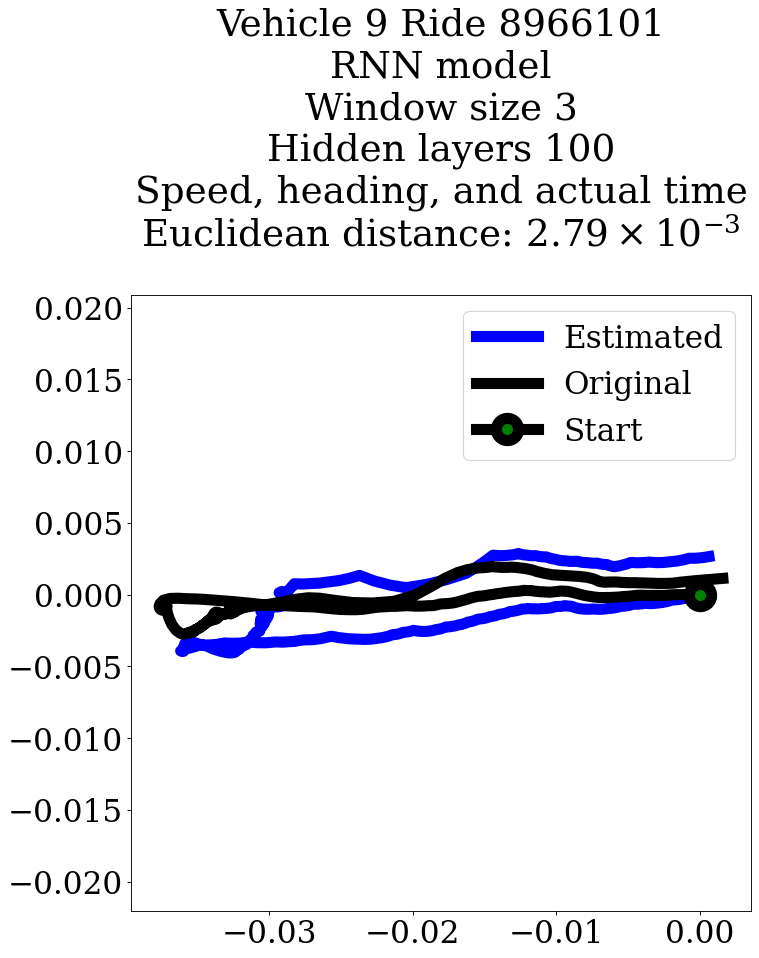 Vehicle 9 Ride 8966101
RNN model
Window size 3
Hidden layers 100
Speed, heading, and actual time
Euclidean distance: 2.79 × 10⁻³
Estimated
Original
Start
0.020
0.015
0.010
0.005
0.000
−0.005
−0.010
−0.015
−0.020
−0.03 −0.02 −0.01 0.00